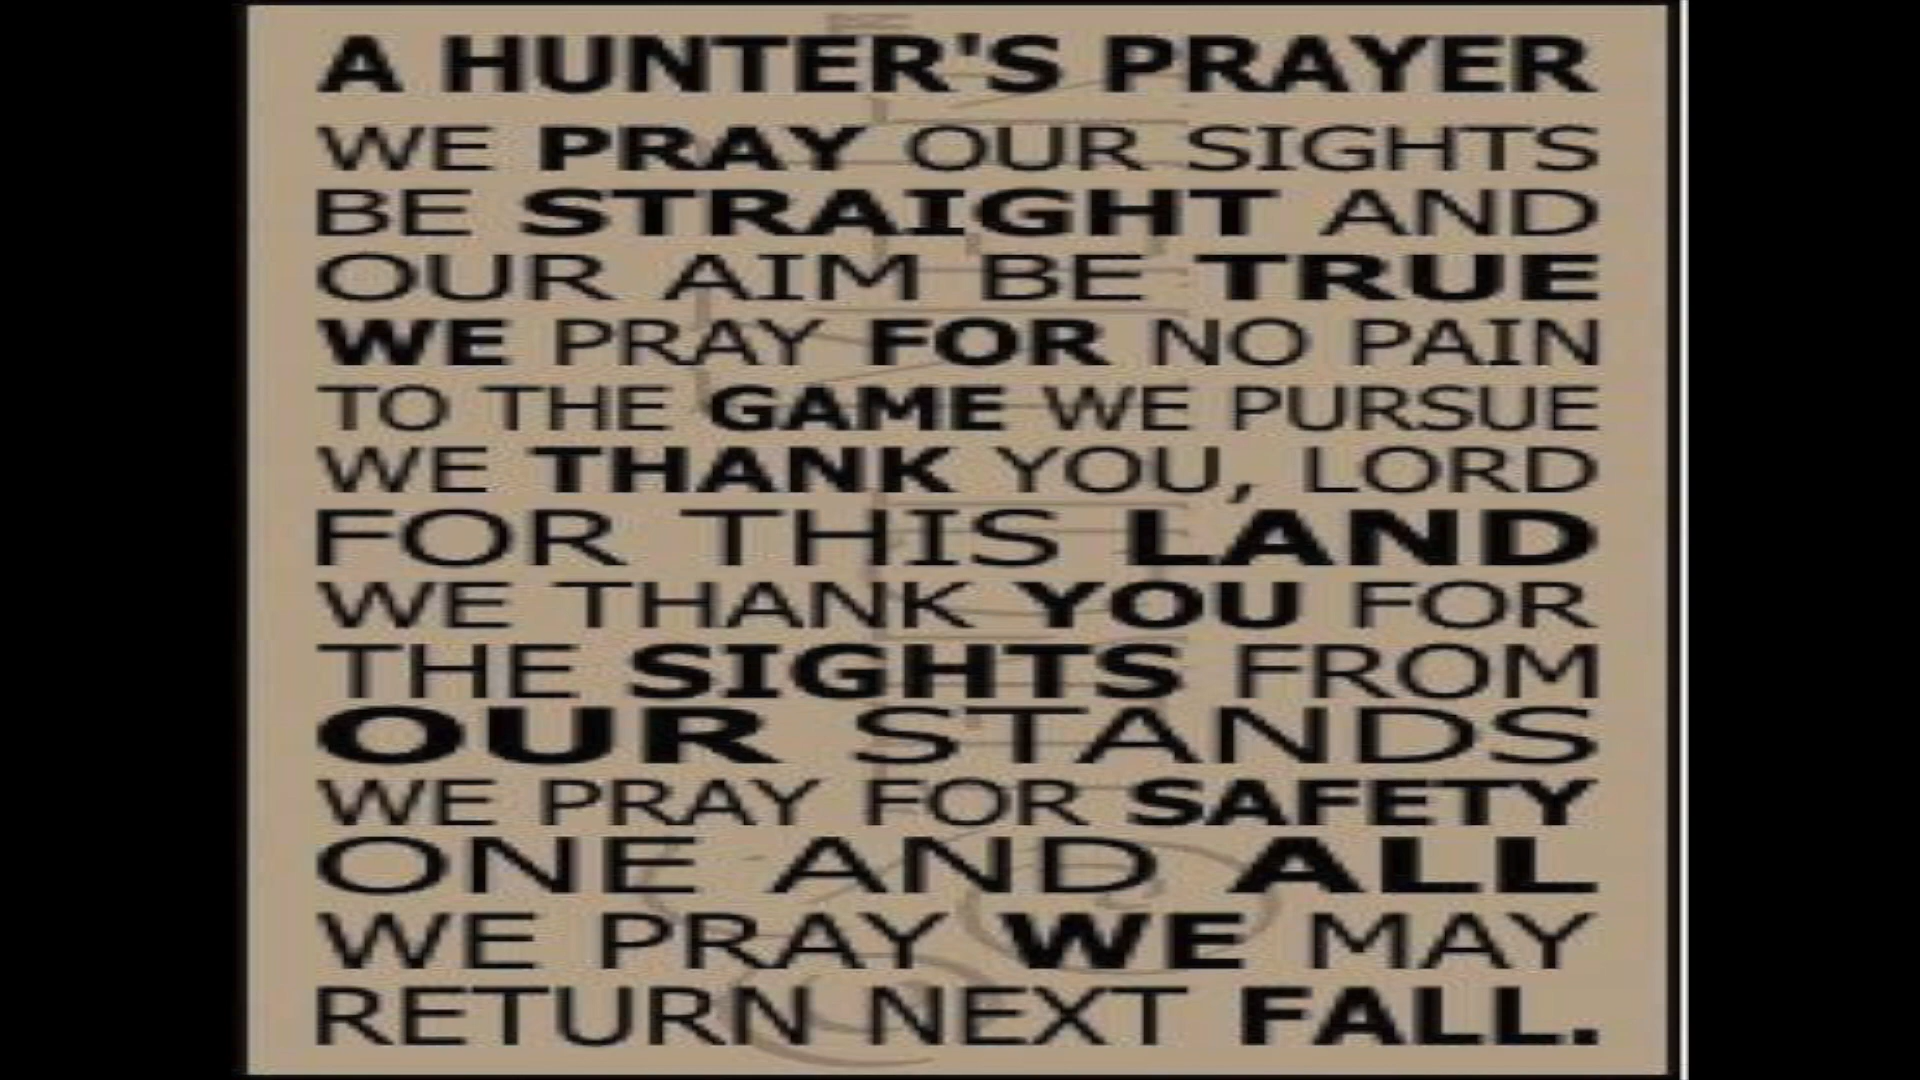 A HUNTER'S PRAYER
WE PRAY OUR SIGHTS
BE STRAIGHT AND
OUR AIM BE TRUE
WE PRAY FOR NO PAIN
TO THE GAME WE PURSUE
WE THANK YOU, LORD
FOR THIS LAND
WE THANK YOU FOR
THE SIGHTS FROM
OUR STANDS
WE PRAY FOR SAFETY
ONE AND ALL
WE PRAY WE MAY
RETURN NEXT FALL.